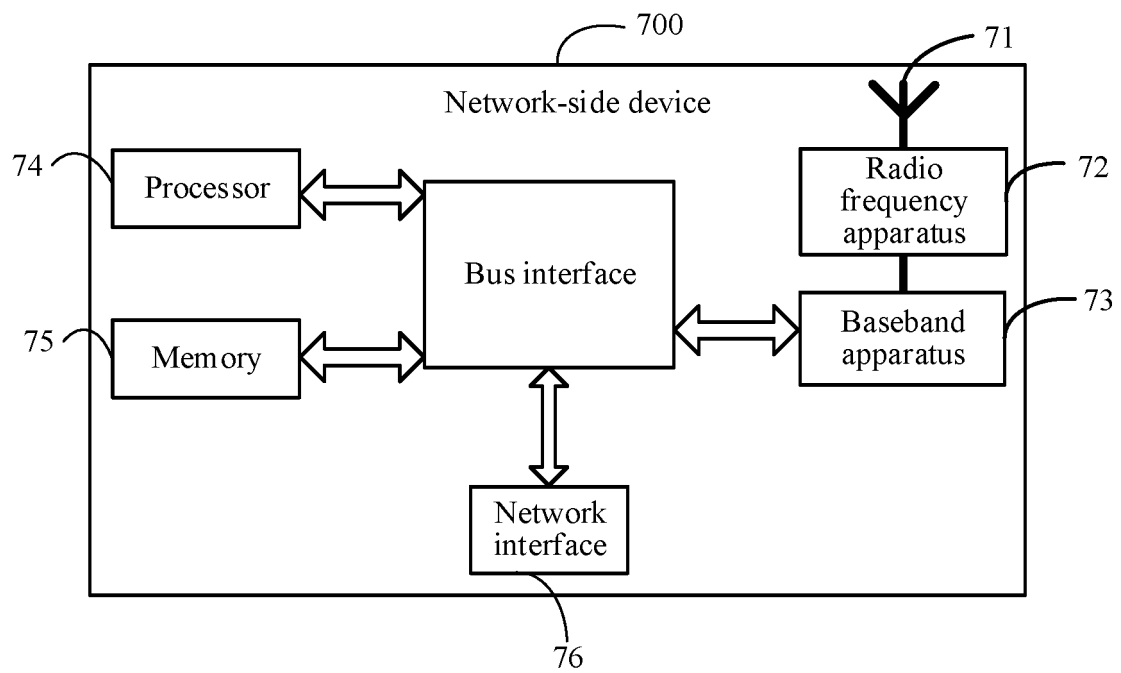 700
71
Network-side device
74
Processor
Radio
frequency
apparatus
72
Bus interface
75
Memory
Baseband
apparatus
73
Network
interface
76